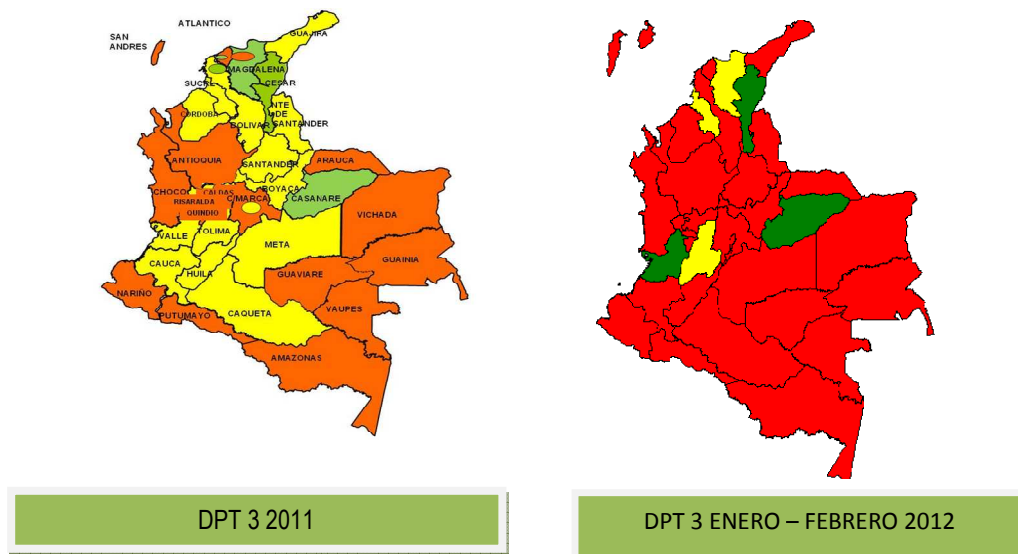 ATLANTICO
SAN
ANDRES
GUAJIRA
MAGDALENA
CESAR
SUCRE
NTE
DE
SANTANDER
CORDOBA
BOLIVAR
ANTIOQUIA
SANTANDER
ARAUCA
BOYACA
CHOCO
CALDAS
C/MARCA
CASANARE
RISARALDA
QUINDIO
VICHADA
VALLE
TOLIMA
META
CAUCA
HUILA
GUAINIA
GUAVIARE
NARIÑO
PUTUMAYO
CAQUETA
VAUPES
AMAZONAS
DPT 3 2011
DPT 3 ENERO – FEBRERO 2012